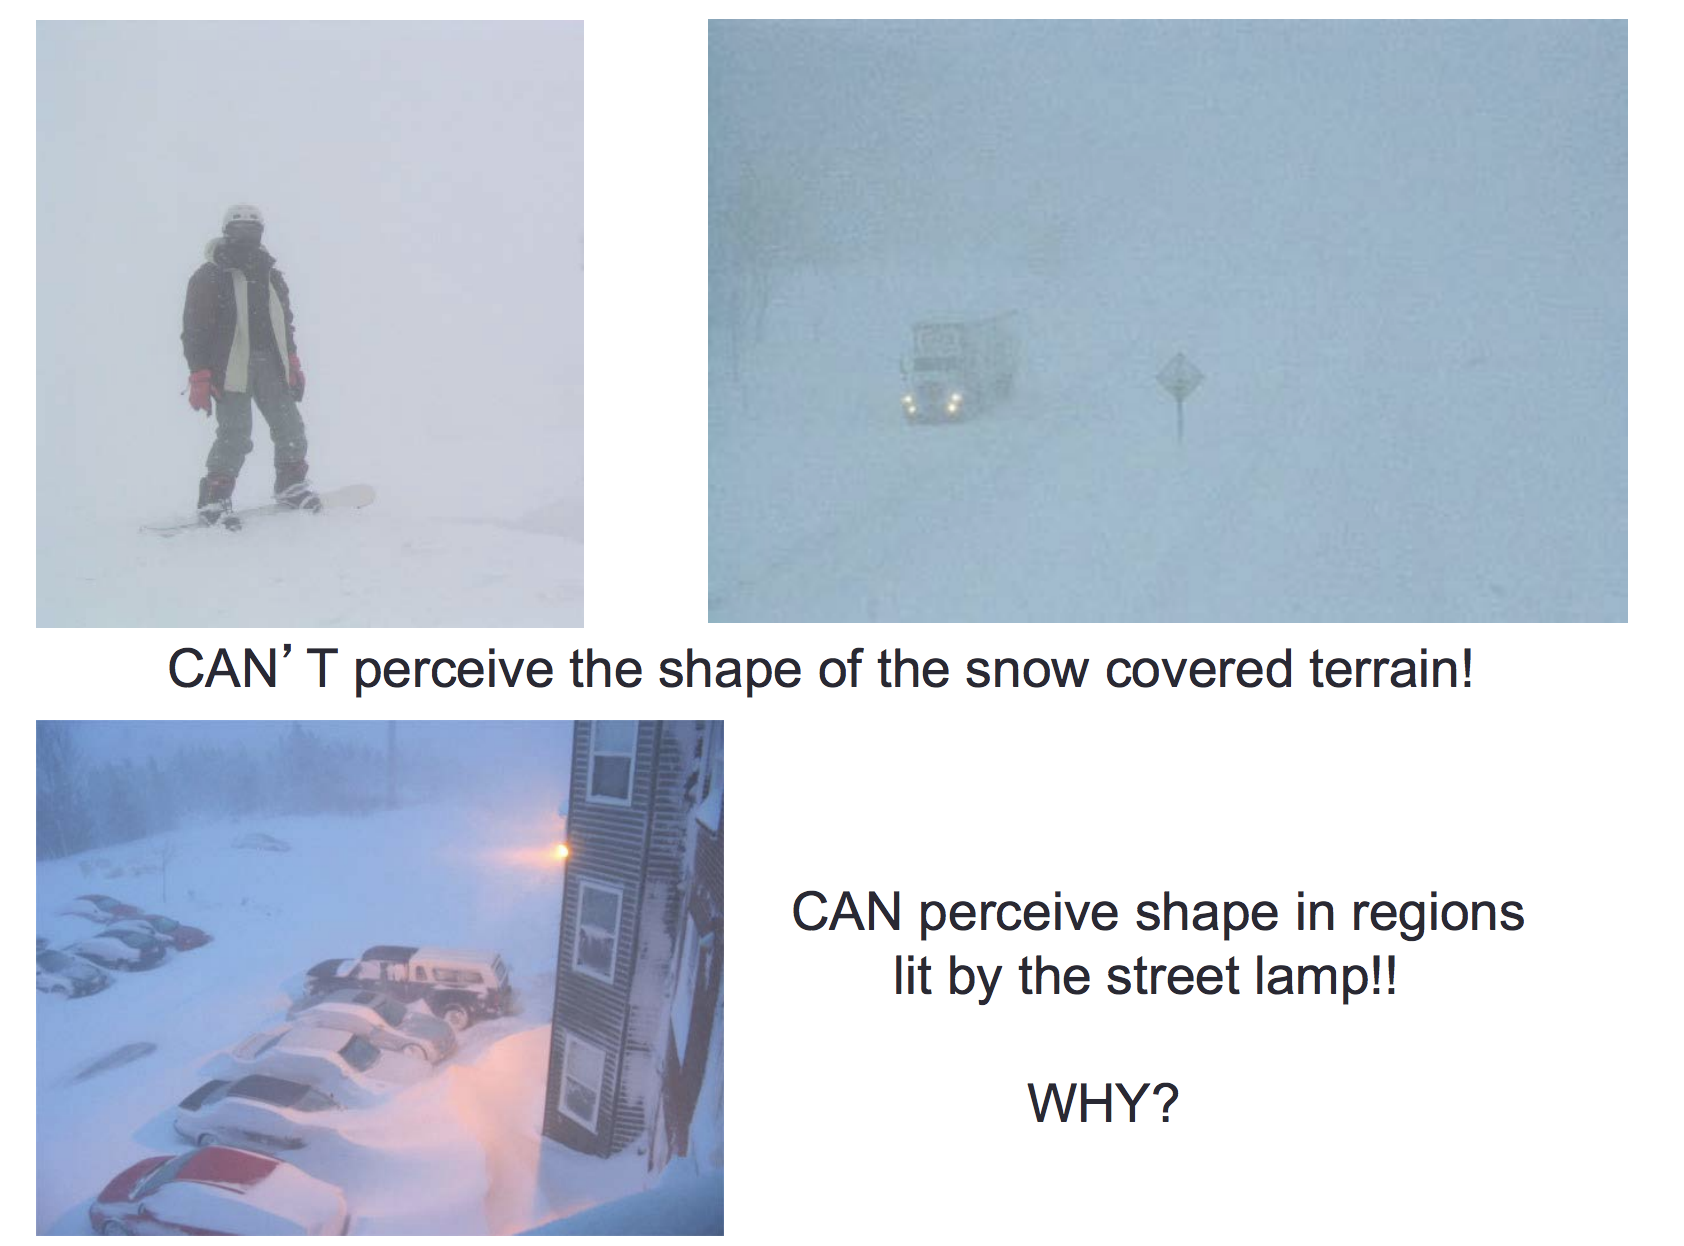 CAN’T perceive the shape of the snow covered terrain!
CAN perceive shape in regions
lit by the street lamp!!
WHY?